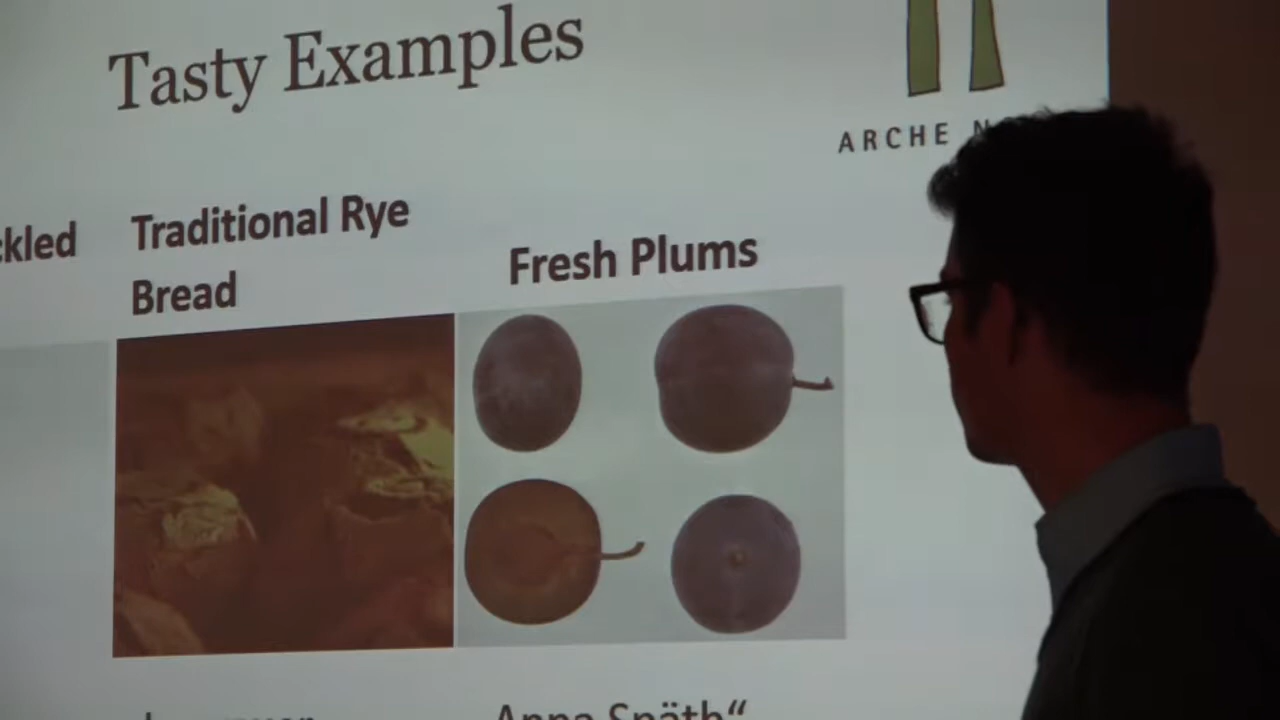 Tasty Examples
ARCHE
ckled
Traditional Rye
Bread
Fresh Plums
Anna Späth“